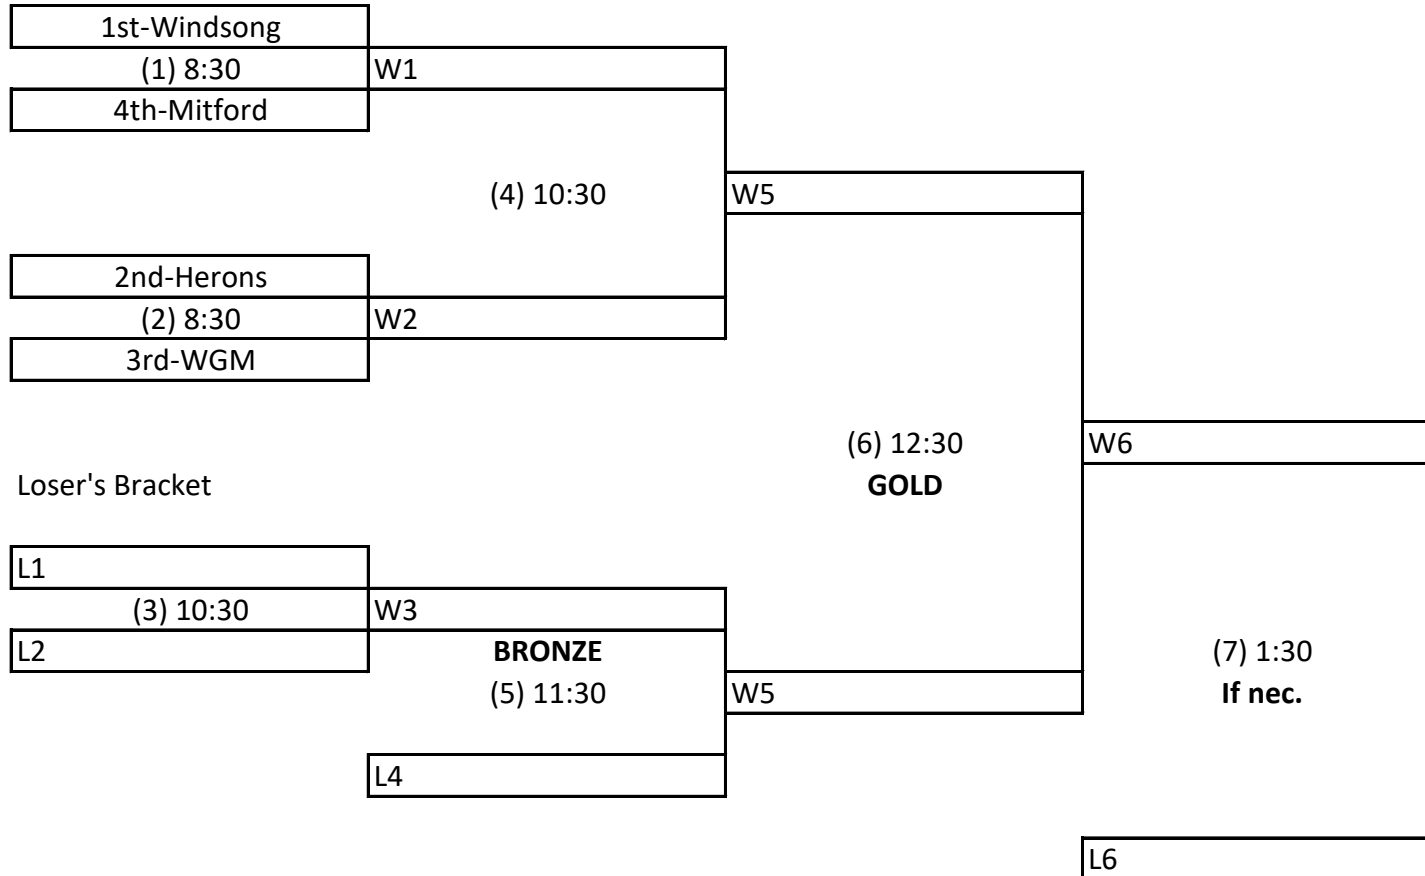 1st-Windsong
(1) 8:30
W1
4th-Mitford
(4) 10:30
W5
2nd-Herons
(2) 8:30
W2
3rd-WGM
(6) 12:30
W6
Loser's Bracket
GOLD
L1
(3) 10:30
W3
L2
BRONZE
(7) 1:30
(5) 11:30
W5
If nec.
L4
L6